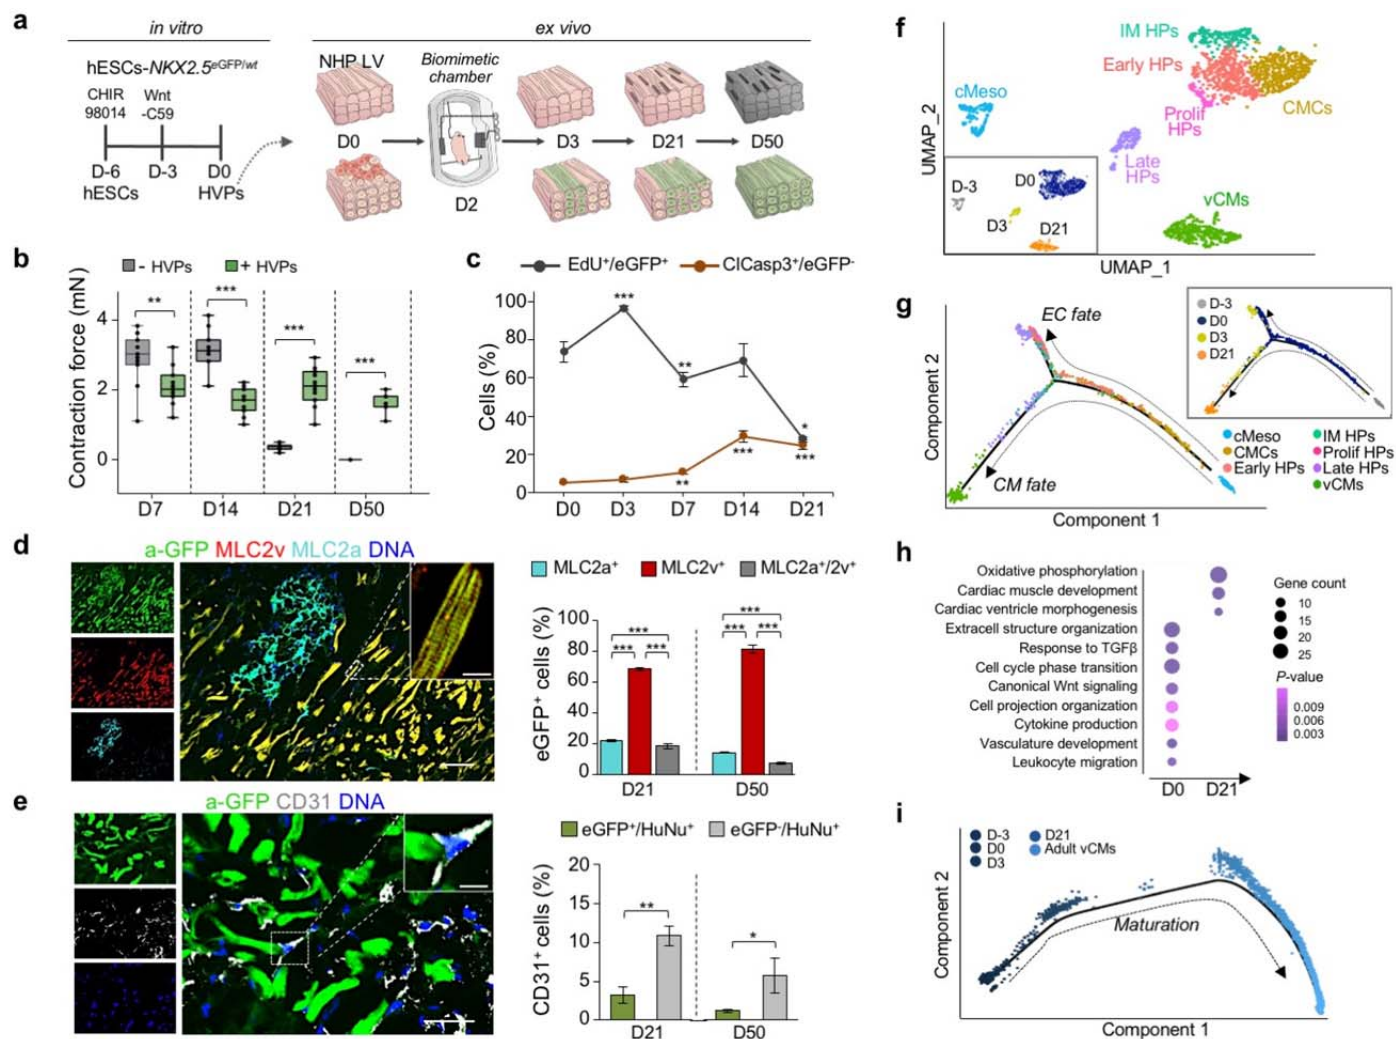 a
in vitro
ex vivo
hESCs-NKX2.5eGFP/wt
CHIR 98014
Wnt -C59
D-6 hESCs
D-3
D0 HVPs
NHP LV
Biomimetic chamber
D0
D2
D3
D21
D50
b
- HVPs
+ HVPs
Contraction force (mN)
4
2
0
**
***
***
***
D7
D14
D21
D50
c
EdU+/eGFP+
ClCasp3+/eGFP-
Cells (%)
100
80
60
40
20
0
***
**
*
**
***
***
D0
D3
D7
D14
D21
d
a-GFP MLC2v MLC2a DNA
MLC2a+
MLC2v+
MLC2a+/2v+
eGFP+ cells (%)
100
80
60
40
20
0
***
*** ***
***
*** ***
D21
D50
e
a-GFP CD31 DNA
eGFP+/HuNu+
eGFP-/HuNu+
CD31+ cells (%)
20
15
10
5
0
**
*
D21
D50
f
IM HPs
Early HPs
cMeso
Prolif HPs
CMCs
Late HPs
vCMs
D-3
D0
D3
D21
UMAP_2
UMAP_1
g
EC fate
CM fate
D-3
D0
D3
D21
cMeso
CMCs
Early HPs
IM HPs
Prolif HPs
Late HPs
vCMs
Component 2
Component 1
h
Oxidative phosphorylation
Cardiac muscle development
Cardiac ventricle morphogenesis
Extracell structure organization
Response to TGFβ
Cell cycle phase transition
Canonical Wnt signaling
Cell projection organization
Cytokine production
Vasculature development
Leukocyte migration
D0
D21
Gene count
10
15
20
25
P-value
0.009
0.006
0.003
i
D-3
D0
D3
D21
Adult vCMs
Maturation
Component 2
Component 1